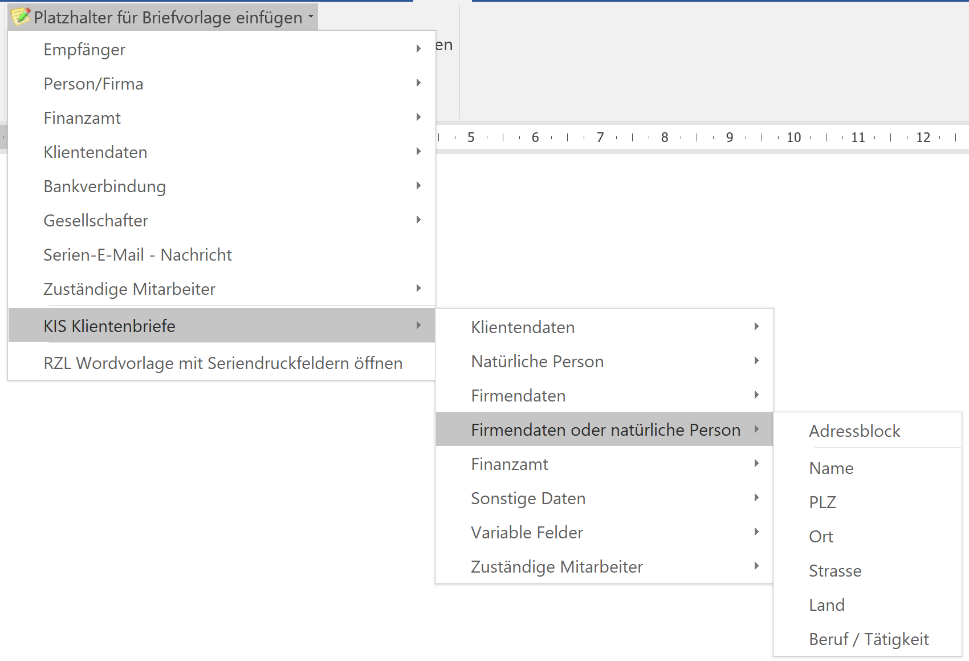 Platzhalter für Briefvorlage einfügen
Empfänger
en
Person/Firma
Finanzamt
5 6 7 8 9 10 11 12
Klientendaten
Bankverbindung
Gesellschafter
Serien-E-Mail - Nachricht
Zuständige Mitarbeiter
KIS Klientenbriefe
RZL Wordvorlage mit Seriendruckfeldern öffnen
Klientendaten
Natürliche Person
Firmendaten
Firmendaten oder natürliche Person
Finanzamt
Sonstige Daten
Variable Felder
Zuständige Mitarbeiter
Adressblock
Name
PLZ
Ort
Strasse
Land
Beruf / Tätigkeit